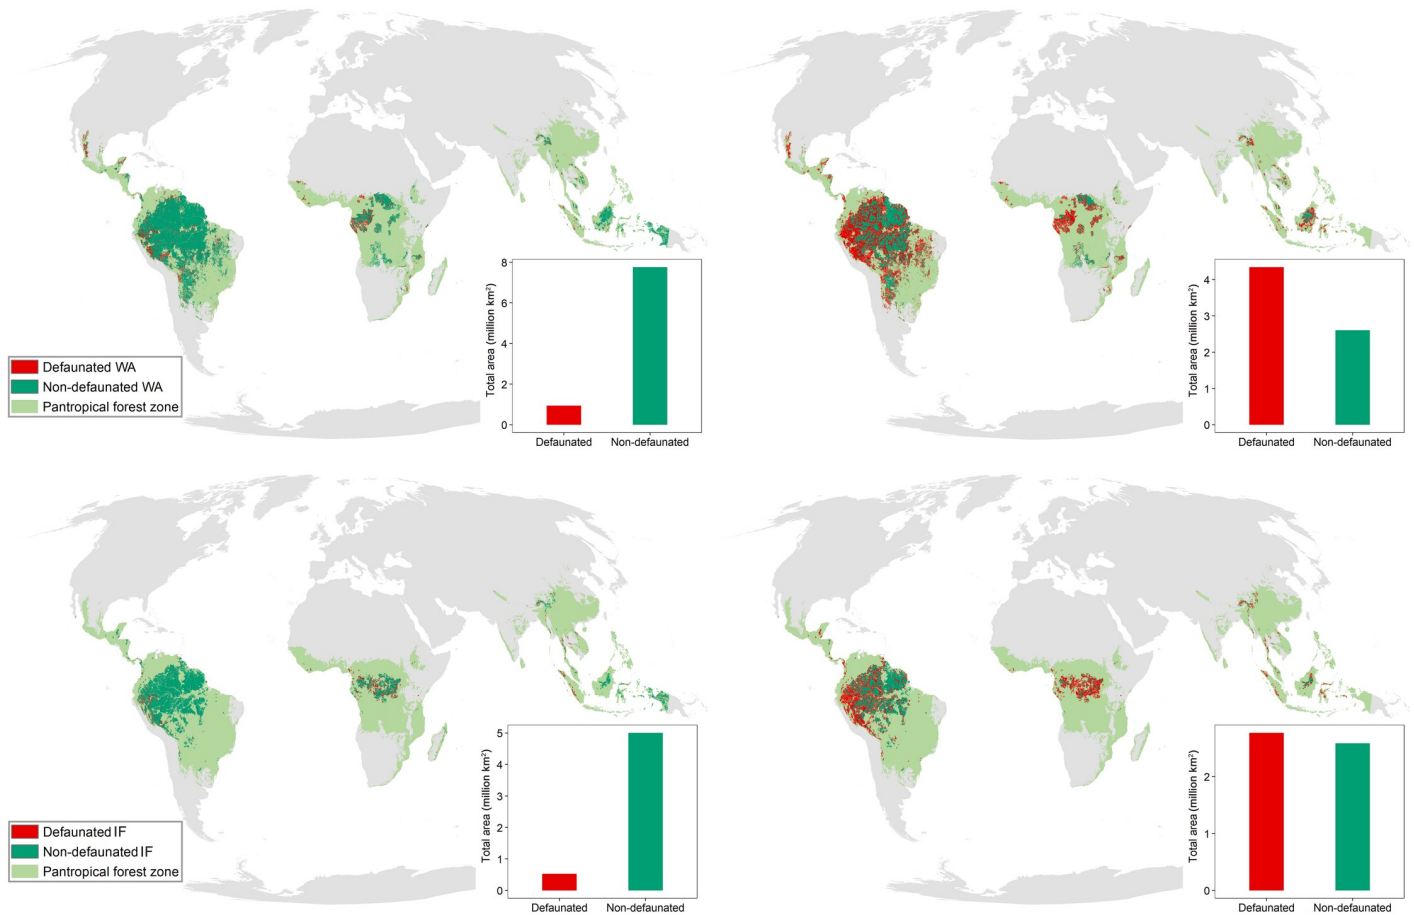 Defaunated WA
Non-defaunated WA
Pantropical forest zone
Total area (million km²)
8
6
4
2
0
Defaunated
Non-defaunated
Total area (million km²)
4
3
2
1
0
Defaunated
Non-defaunated
Defaunated IF
Non-defaunated IF
Pantropical forest zone
Total area (million km²)
5
4
3
2
1
0
Defaunated
Non-defaunated
Total area (million km²)
2
1
0
Defaunated
Non-defaunated